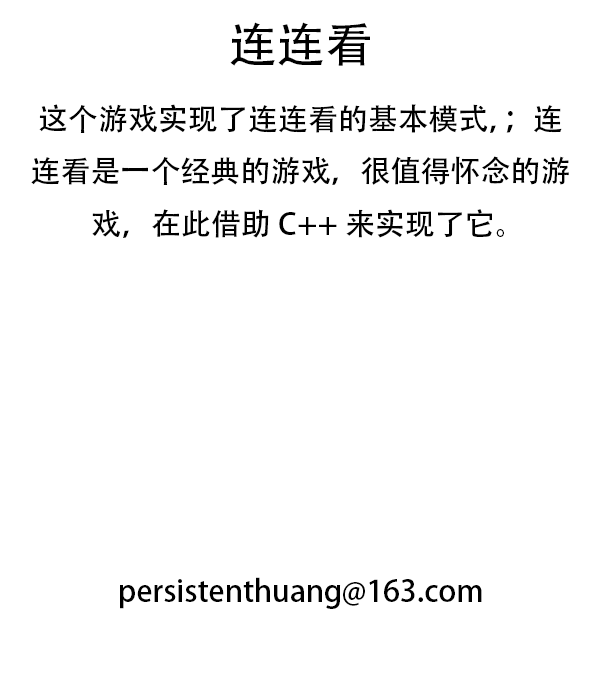 连连看
这个游戏实现了连连看的基本模式,；连
连看是一个经典的游戏，很值得怀念的游
戏，在此借助 C++ 来实现了它。
persistenthuang@163.com